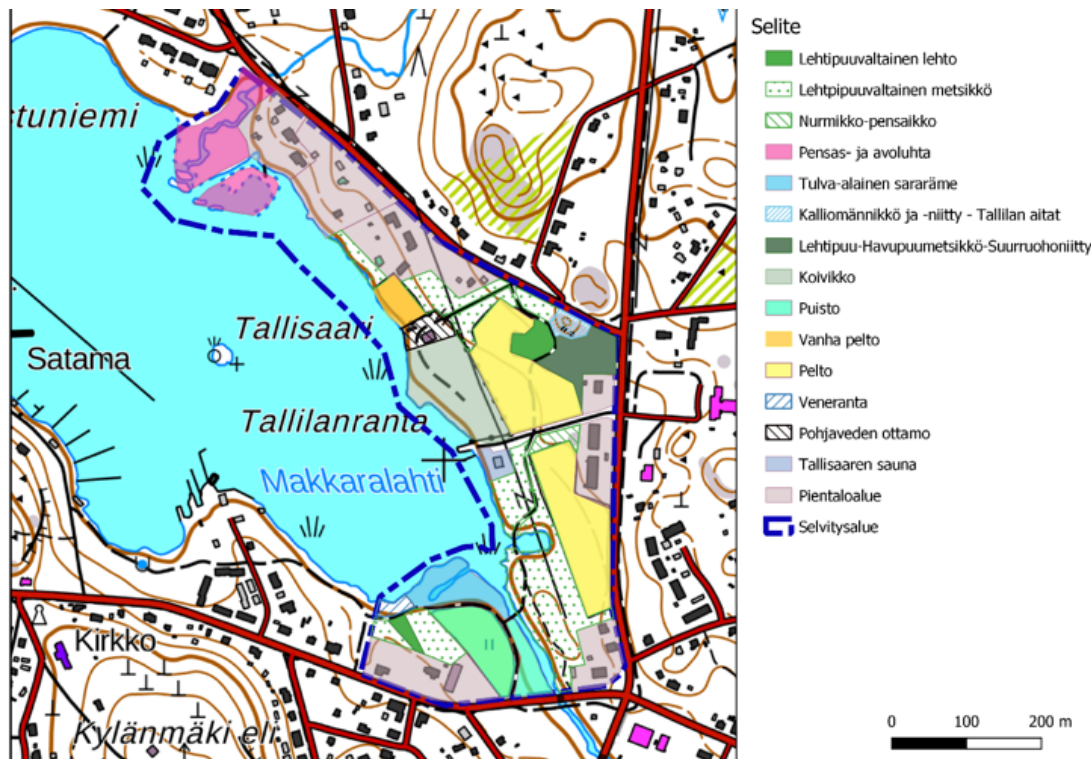 stuniemi
Tallisaari
Satama
Tallilanranta
Makkaralahti
Kirkko
Kylänmäki eli
Selite
Lehtipuuvaltainen lehto
Lehtpipuuvaltainen metsikkö
Nurmikko-pensaikko
Pensas- ja avoluhta
Tulva-alainen sararäme
Kalliomännikkö ja -niitty - Tallilan aitat
Lehtipuu-Havupuumetsikkö-Suurruohoniitty
Koivikko
Puisto
Vanha pelto
Pelto
Veneranta
Pohjaveden ottamo
Tallisaaren sauna
Pientaloalue
Selvitysalue
0 100 200 m